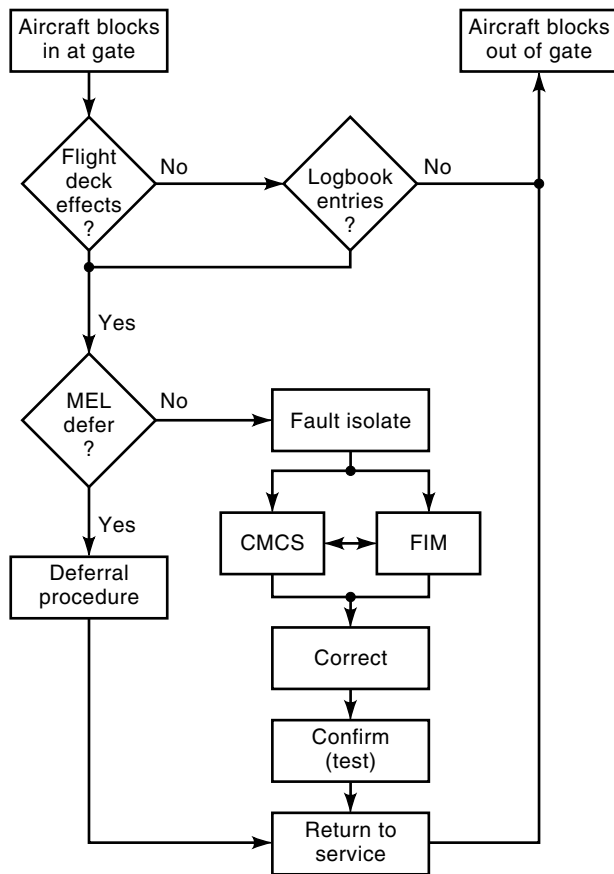 Aircraft blocks
in at gate
Aircraft blocks
out of gate
Flight
deck
effects
?
No
Logbook
entries
?
No
Yes
MEL
defer
?
No
Fault isolate
Yes
CMCS
FIM
Deferral
procedure
Correct
Confirm
(test)
Return to
service